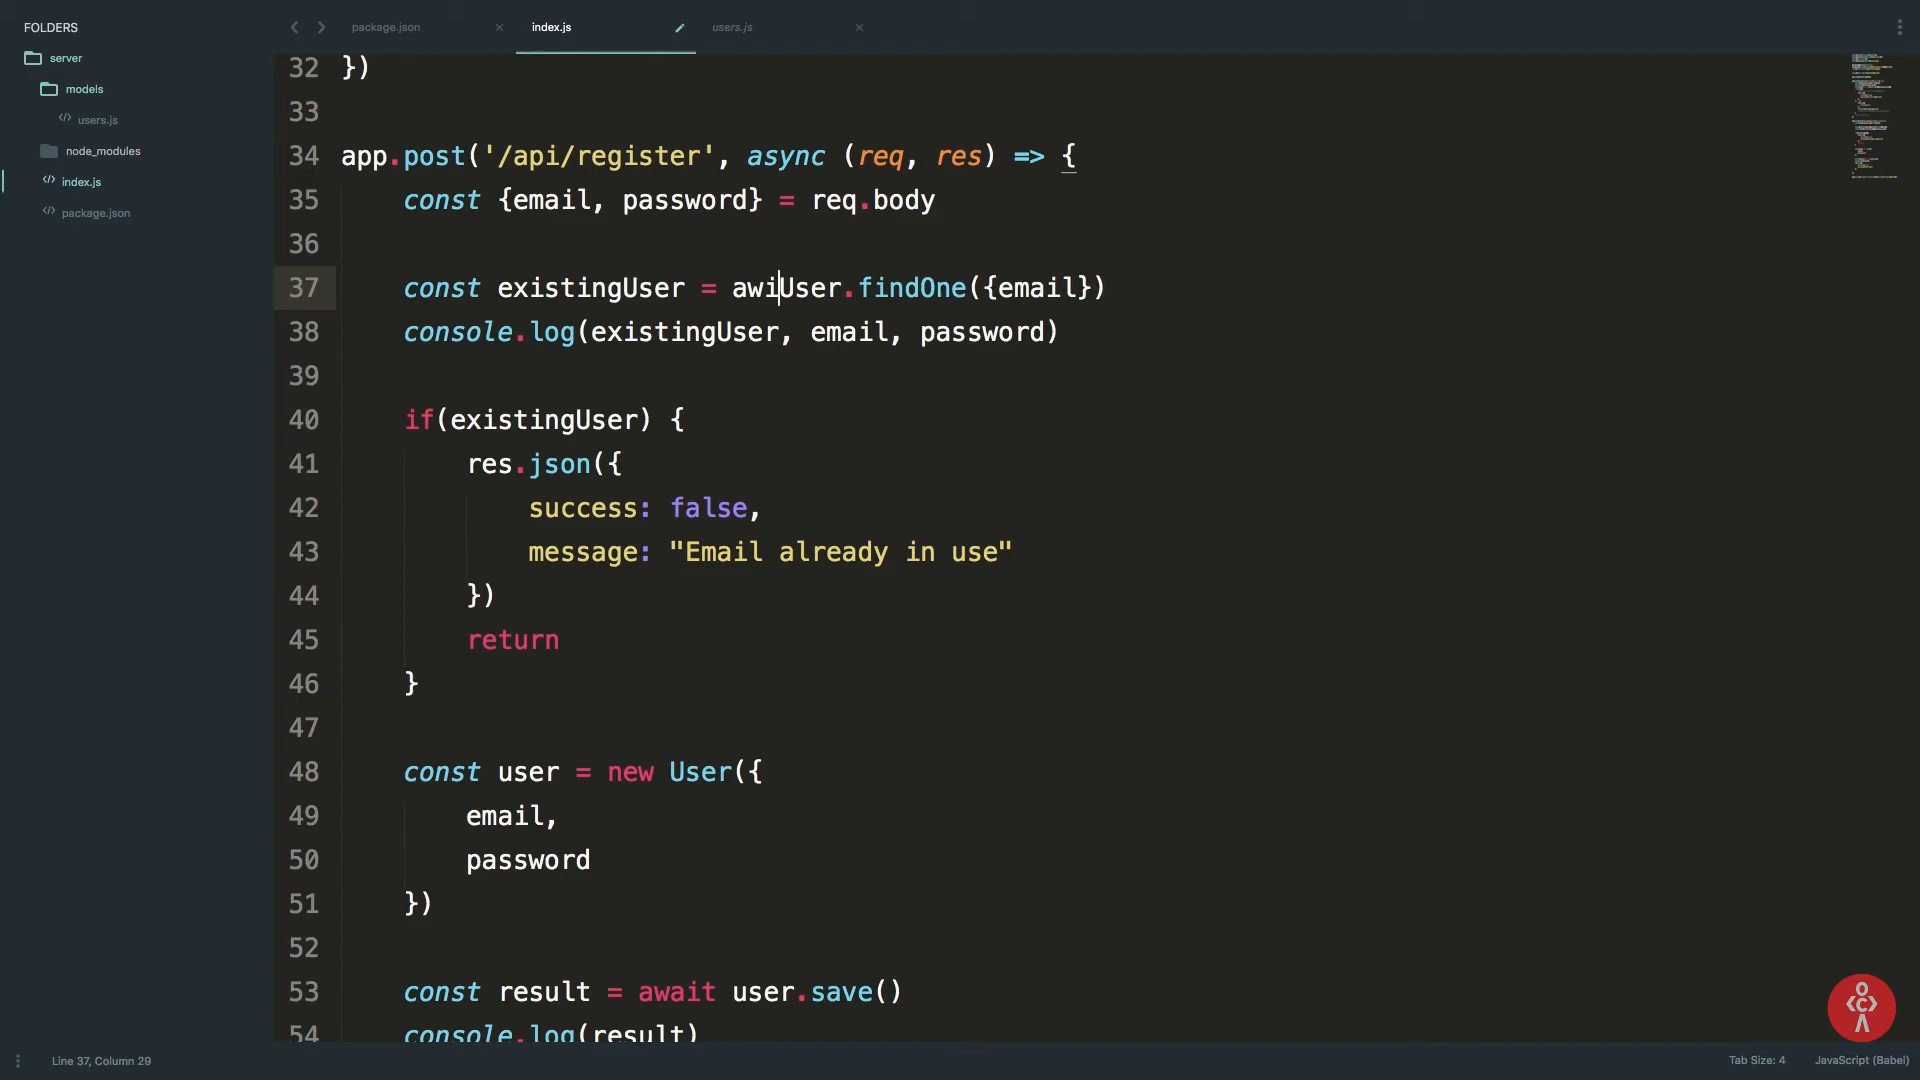 FOLDERS
server
models
users.js
node_modules
index.js
package.json
package.json
index.js
users.js
32 })
33
34 app.post('/api/register', async (req, res) => {
35 const {email, password} = req.body
36
37 const existingUser = awiUser.findOne({email})
38 console.log(existingUser, email, password)
39
40 if(existingUser) {
41 res.json({
42 success: false,
43 message: "Email already in use"
44 })
45 return
46 }
47
48 const user = new User({
49 email,
50 password
51 })
52
53 const result = await user.save()
54 console.log(result)
Line 37, Column 29
Tab Size: 4
JavaScript (Babel)